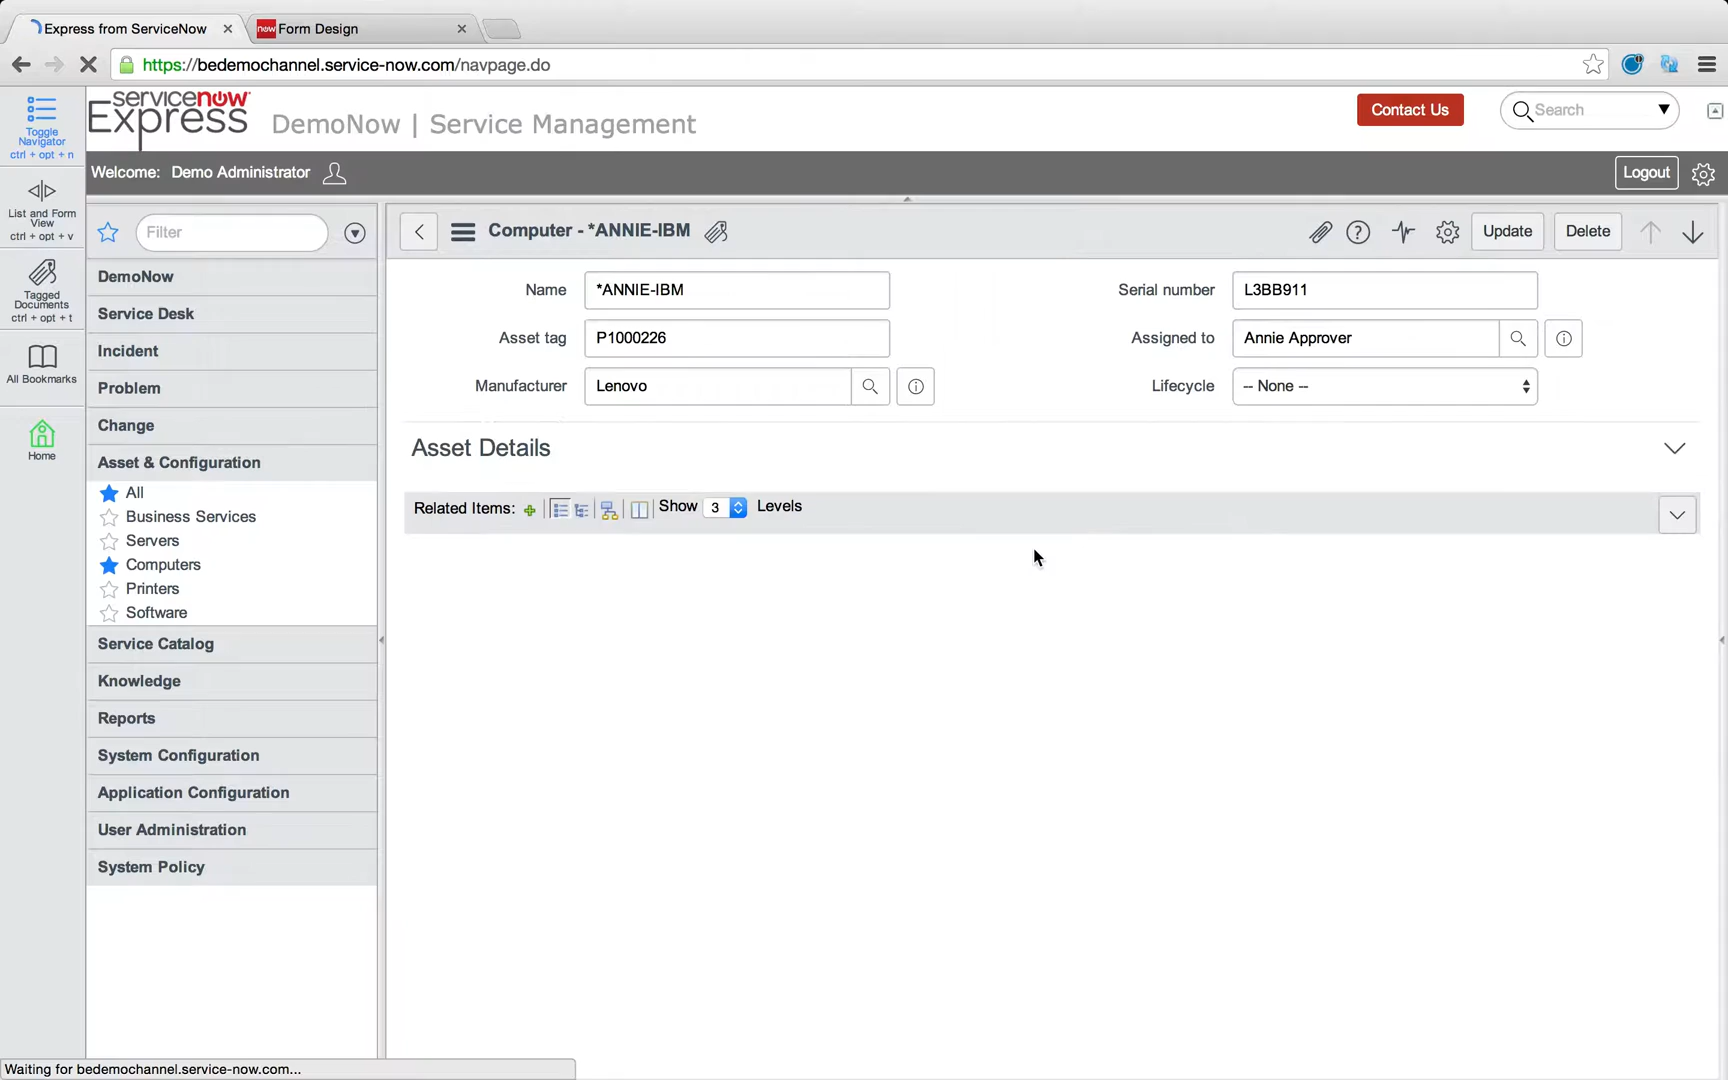 Express from ServiceNow
now Form Design
https://bedemochannel.service-now.com/navpage.do
servicenow
Express
DemoNow | Service Management
Contact Us
Search
Welcome: Demo Administrator
Logout
Toggle
Navigator
ctrl + opt + n
List and Form
View
ctrl + opt + v
Tagged
Documents
ctrl + opt + t
All Bookmarks
Home
Filter
DemoNow
Service Desk
Incident
Problem
Change
Asset & Configuration
All
Business Services
Servers
Computers
Printers
Software
Service Catalog
Knowledge
Reports
System Configuration
Application Configuration
User Administration
System Policy
Computer - *ANNIE-IBM
Update
Delete
Name *ANNIE-IBM
Serial number L3BB911
Asset tag P1000226
Assigned to Annie Approver
Manufacturer Lenovo
Lifecycle -- None --
Asset Details
Related Items: Show 3 Levels
Waiting for bedemochannel.service-now.com...